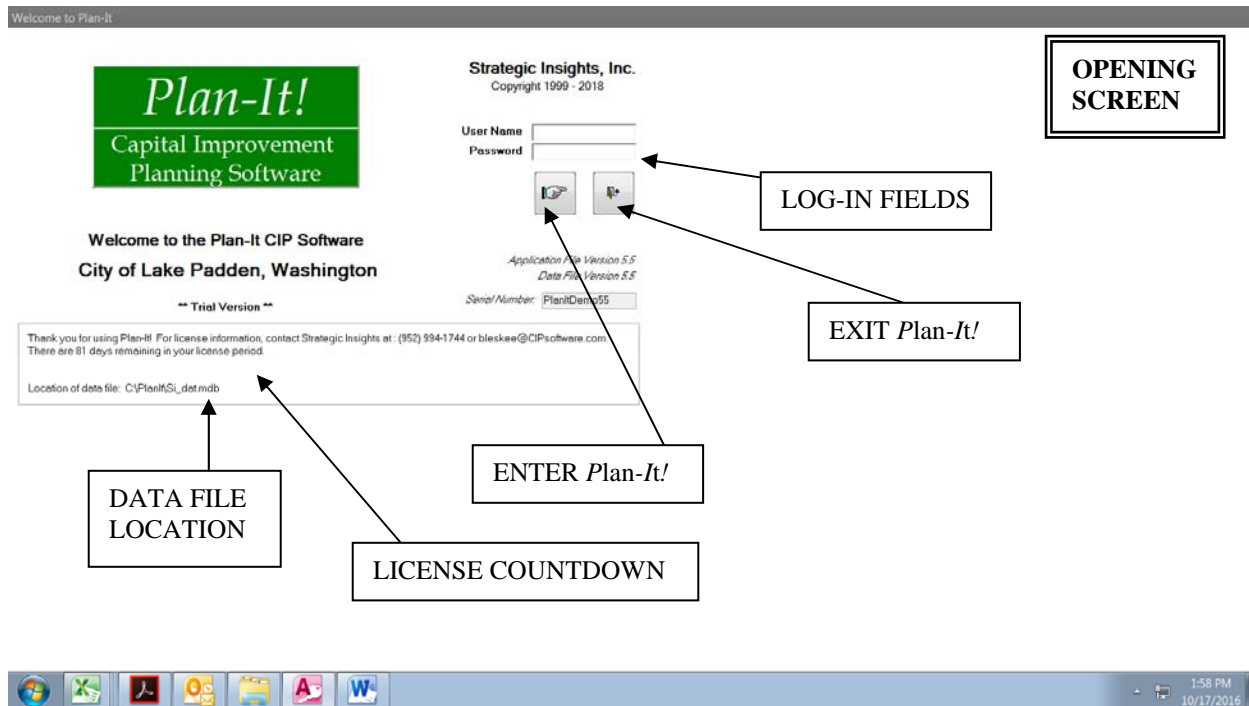 Welcome to Plan-It
Plan-It!
Capital Improvement
Planning Software
Strategic Insights, Inc.
Copyright 1999 - 2018
User Name
Password
OPENING
SCREEN
LOG-IN FIELDS
Welcome to the Plan-It CIP Software
City of Lake Padden, Washington
** Trial Version **
Application File Version 5.5
Data File Version 5.5
Serial Number: PlanItDemo55
EXIT Plan-It!
Thank you for using Plan-It! For license information, contact Strategic Insights at : (952) 994-1744 or bleskee@CIPsoftware.com.
There are 81 days remaining in your license period.
Location of data file: C:\PlanIt\Si_dat.mdb
ENTER Plan-It!
DATA FILE
LOCATION
LICENSE COUNTDOWN
1:58 PM
10/17/2016